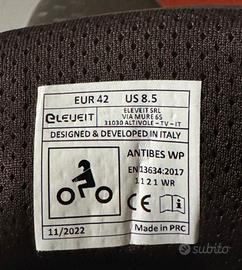 EUR 42 US 8.5
eLEVEIT
ELEVEIT SRL
VIA MURE 65
31030 ALTIVOLE – TV – IT
DESIGNED & DEVELOPED IN ITALY
ANTIBES WP
EN13634:2017
1 1 2 1 WR
CE i
11/2022
Made in PRC
subito